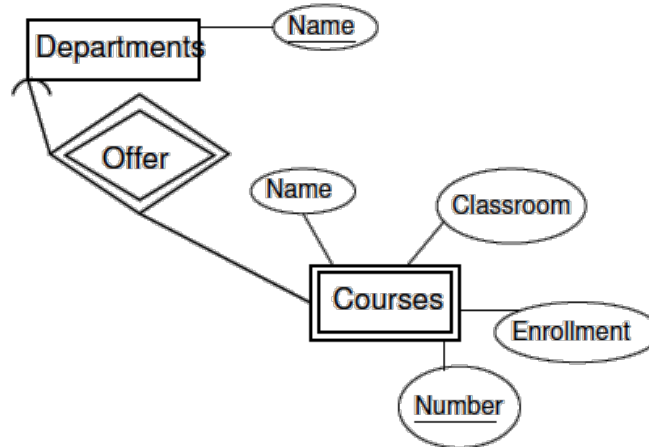 Name
Departments
Offer
Name
Classroom
Courses
Enrollment
Number